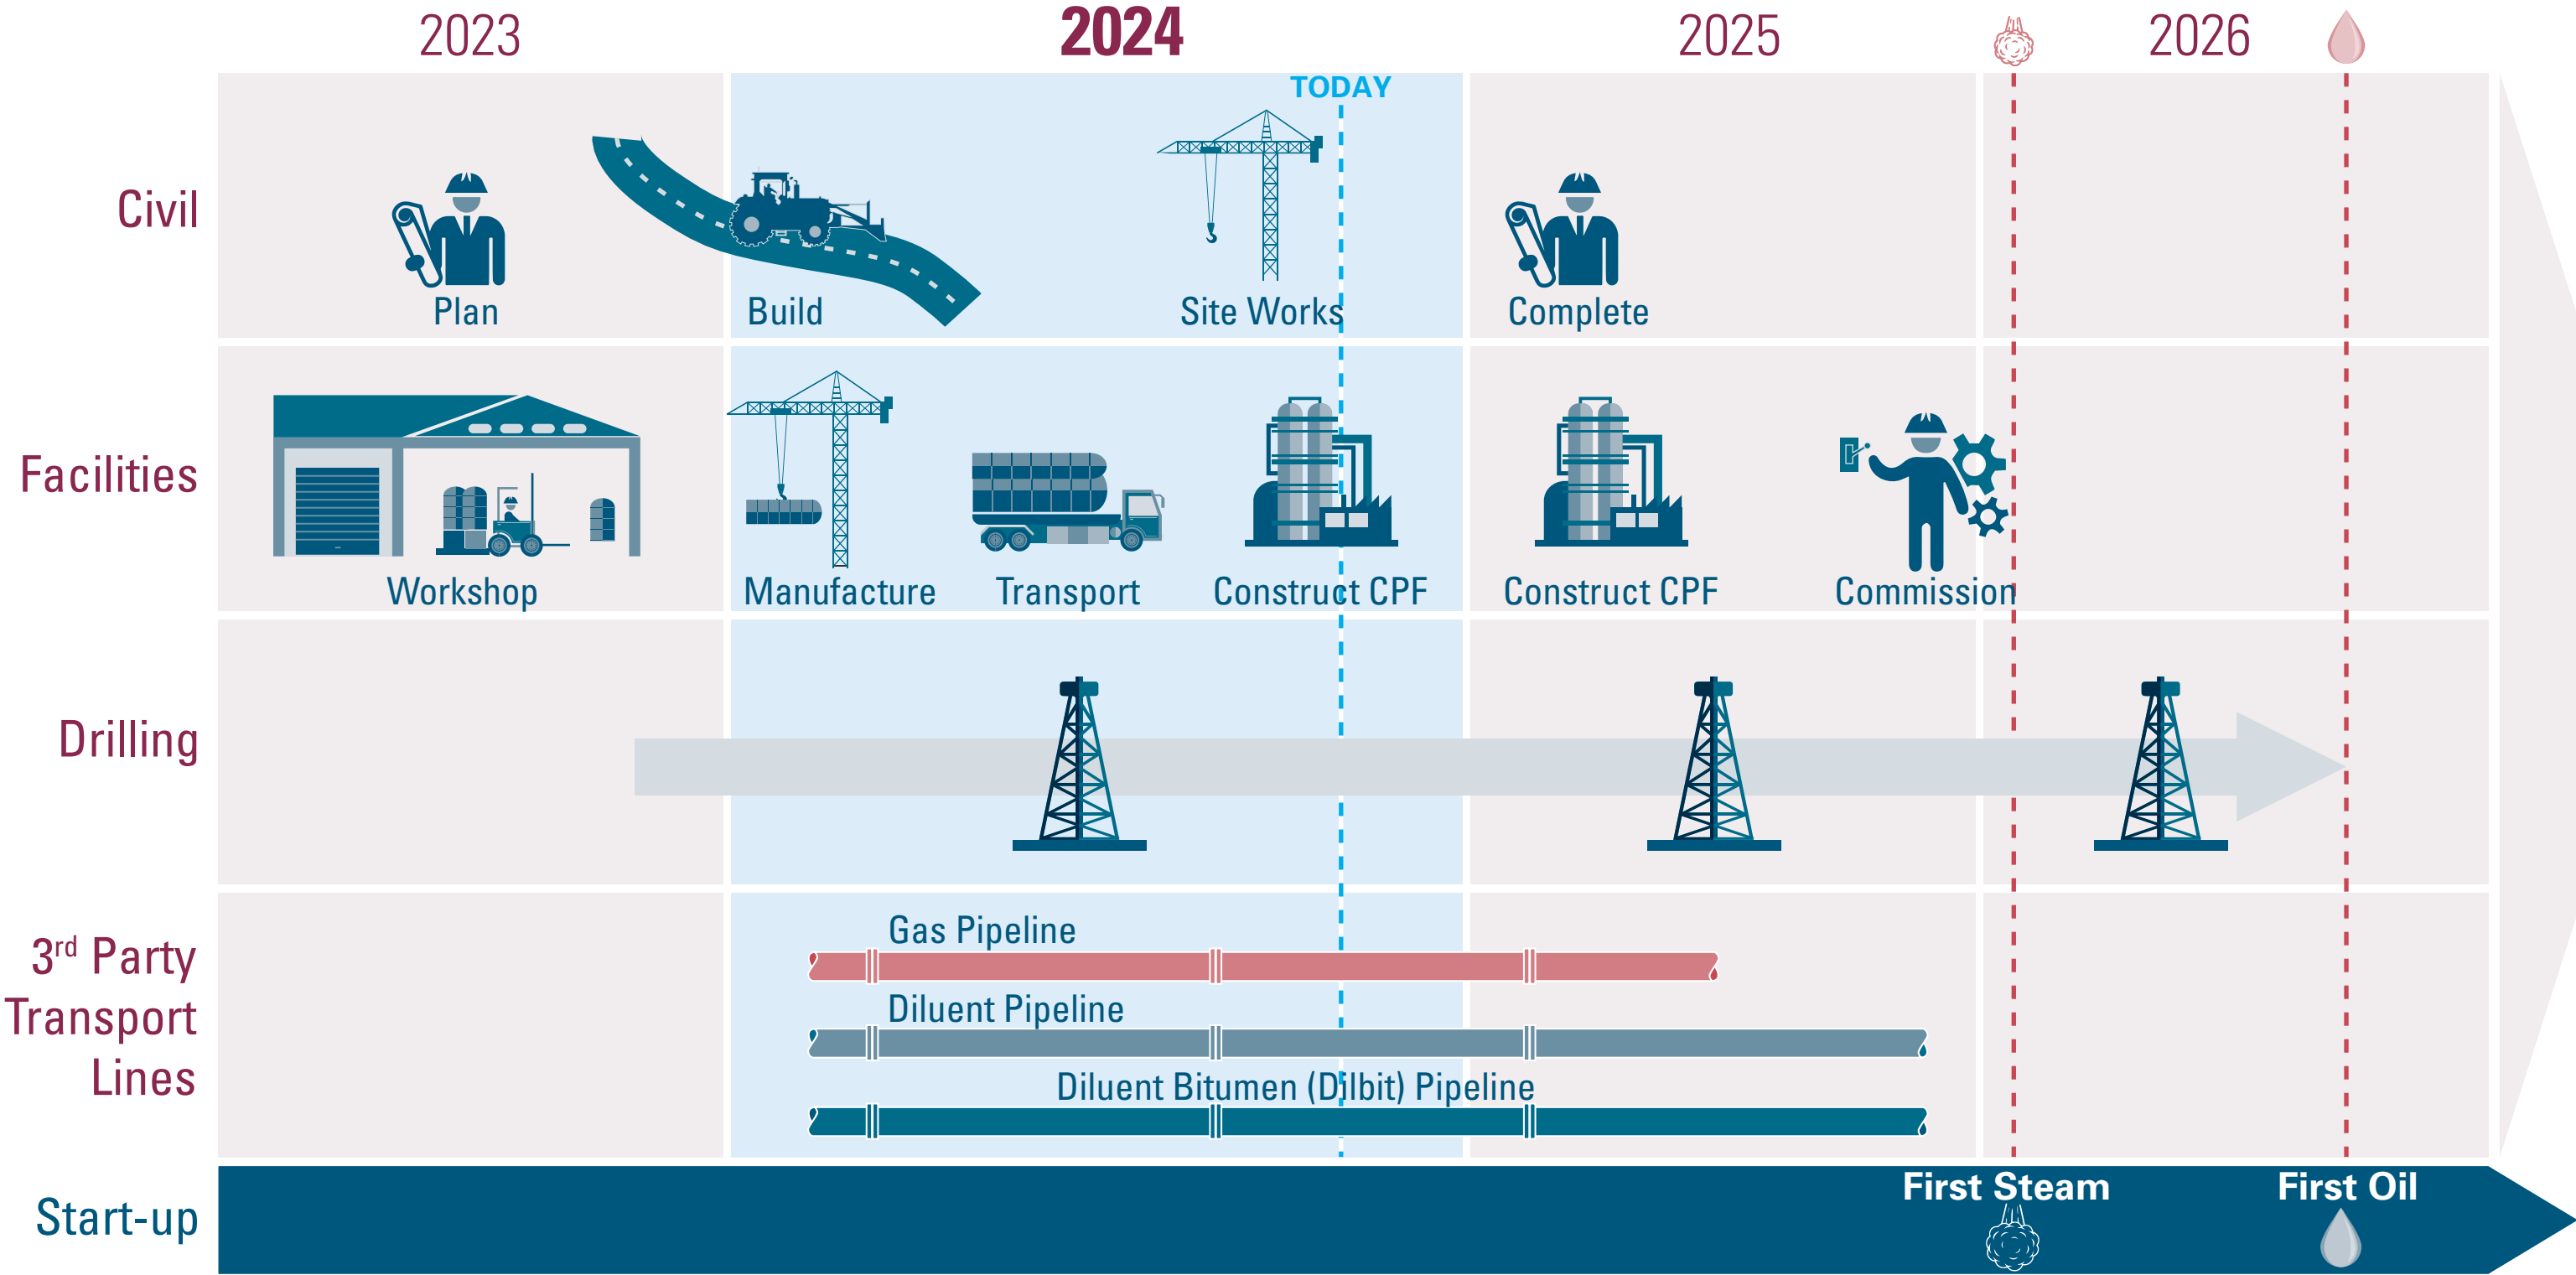 2023
2024
2025
2026
TODAY
Civil
Plan
Build
Site Works
Complete
Facilities
Workshop
Manufacture
Transport
Construct CPF
Construct CPF
Commission
Drilling
3rd Party
Transport
Lines
Gas Pipeline
Diluent Pipeline
Diluent Bitumen (Dilbit) Pipeline
Start-up
First Steam
First Oil